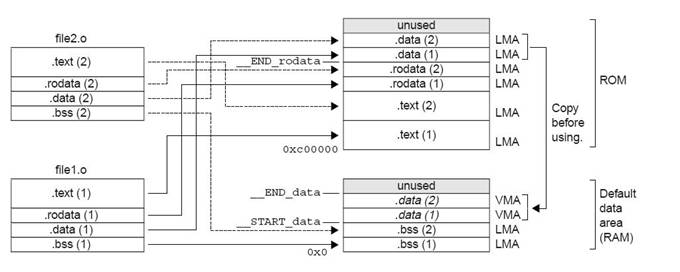 file2.o
.text (2)
.rodata (2)
.data (2)
.bss (2)
file1.o
.text (1)
.rodata (1)
.data (1)
.bss (1)
unused
.data (2) LMA
.data (1) LMA
__END_rodata
.rodata (2) LMA
.rodata (1) LMA
.text (2) LMA
.text (1) LMA
0xc00000
ROM
Copy
before
using.
unused
__END_data
.data (2) VMA
.data (1) VMA
__START_data
.bss (2) LMA
.bss (1) LMA
0x0
Default
data
area
(RAM)